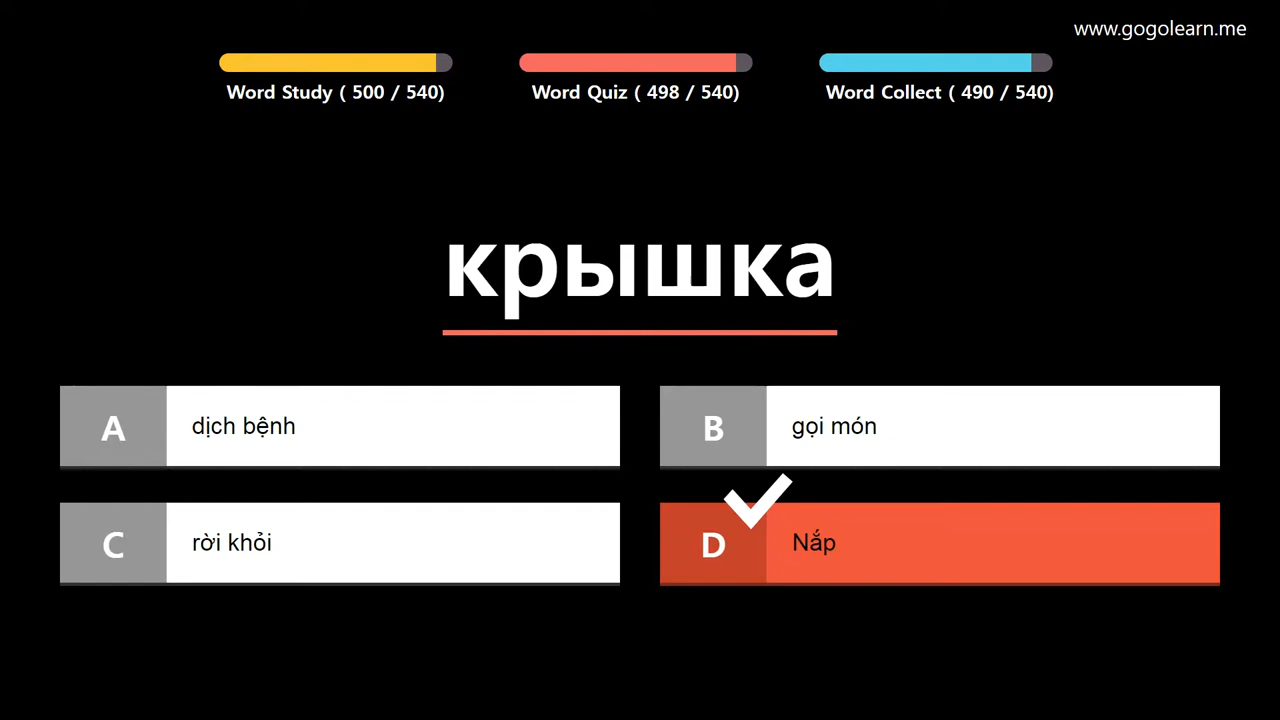 www.gogolearn.me
Word Study ( 500 / 540)
Word Quiz ( 498 / 540)
Word Collect ( 490 / 540)
крышка
A
dịch bệnh
B
gọi món
C
rời khỏi
D
Nắp